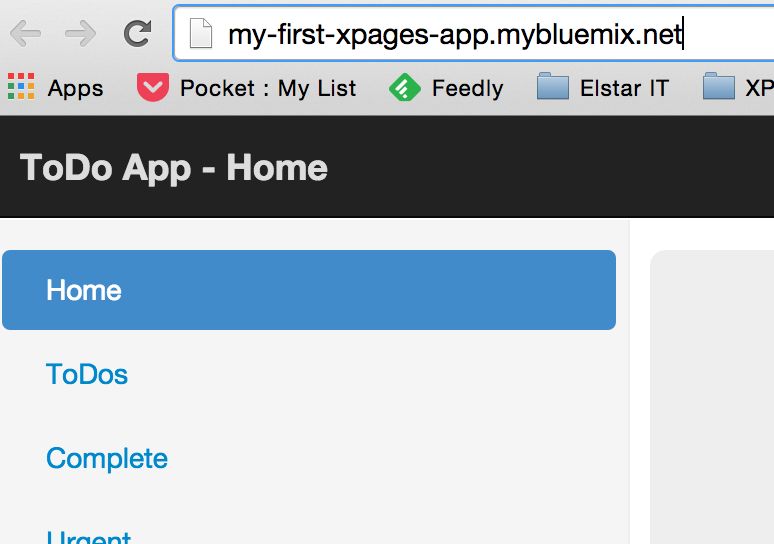 my-first-xpages-app.mybluemix.net
Apps Pocket : My List Feedly Elstar IT XP
ToDo App - Home
Home
ToDos
Complete
Urgent